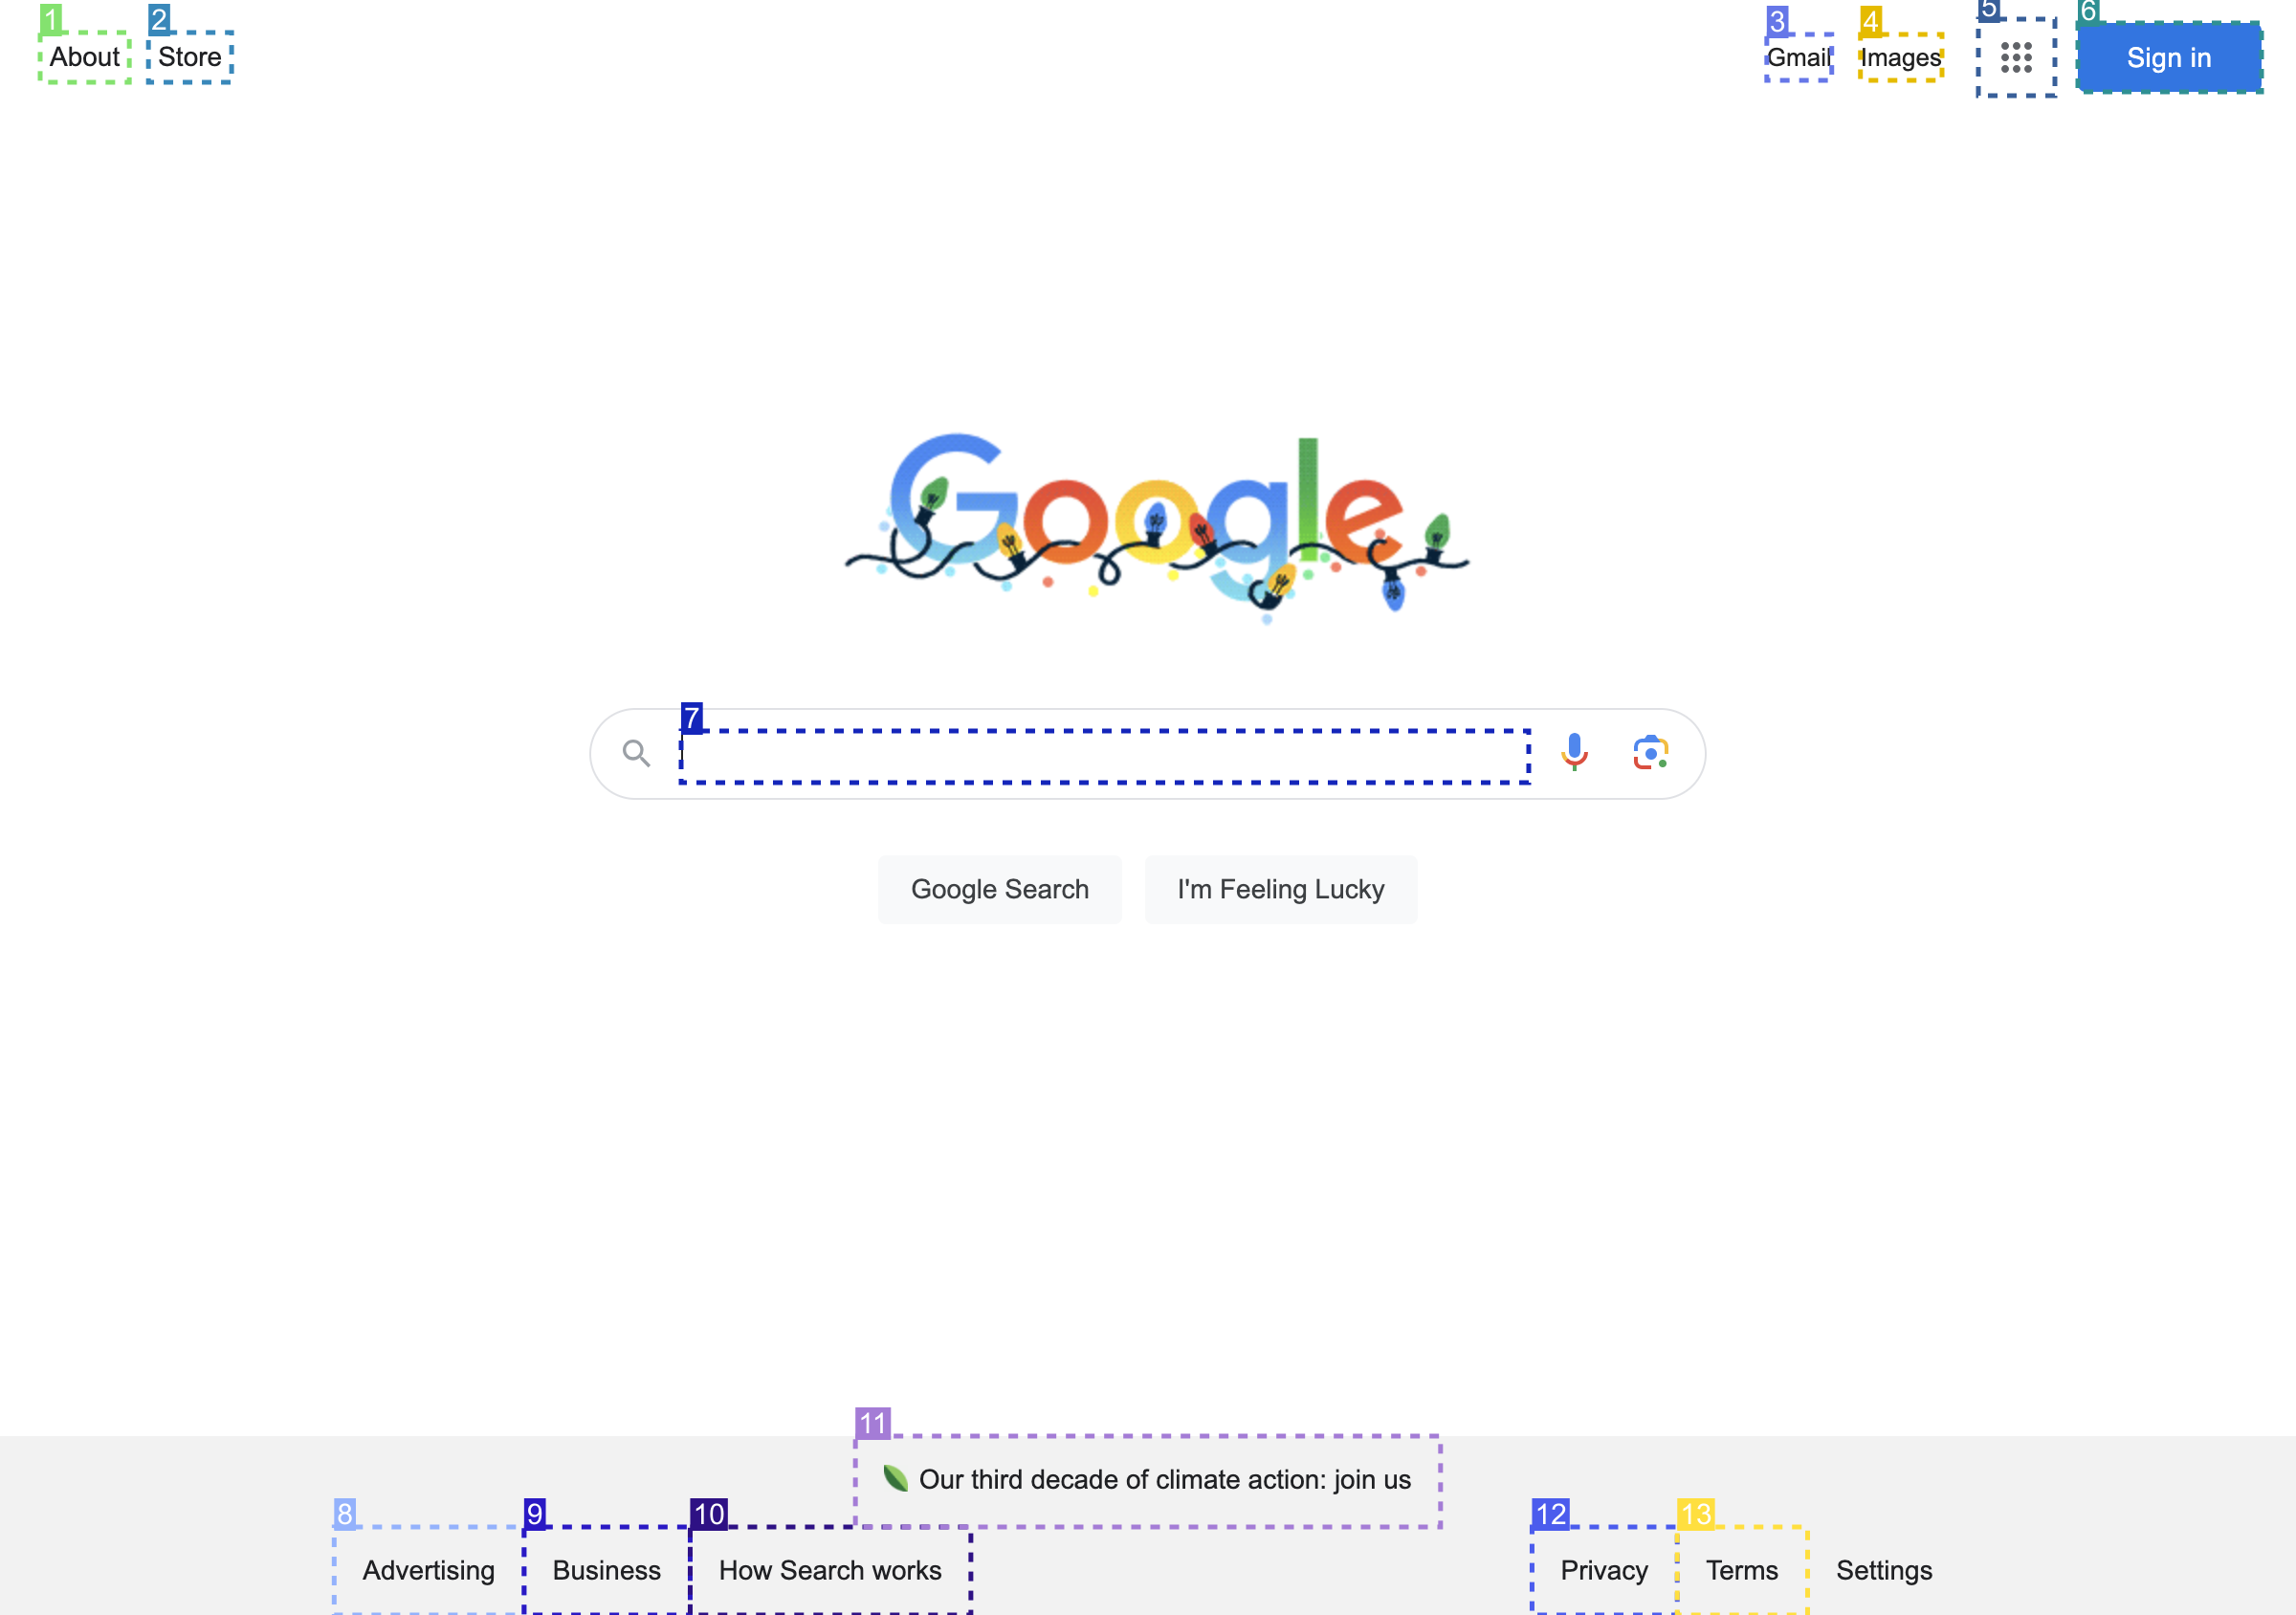 1 2 3 4 5 6
About Store Gmail Images Sign in
Google
7
Google Search I'm Feeling Lucky
11
Our third decade of climate action: join us
8 9 10 12 13
Advertising Business How Search works Privacy Terms Settings